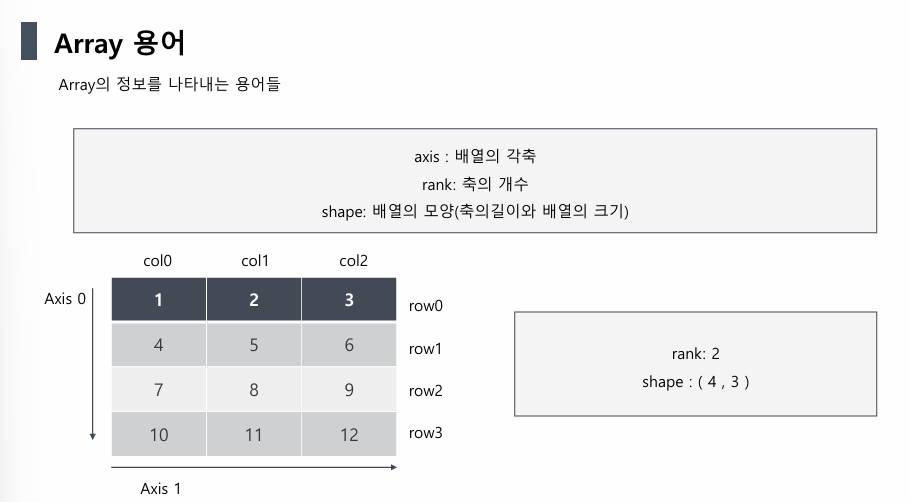 Array 용어
Array의 정보를 나타내는 용어들
axis : 배열의 각축
rank: 축의 개수
shape: 배열의 모양(축의길이와 배열의 크기)
col0 col1 col2
Axis 0 1 2 3 row0
4 5 6 row1
7 8 9 row2
10 11 12 row3
Axis 1
rank: 2
shape : ( 4 , 3 )